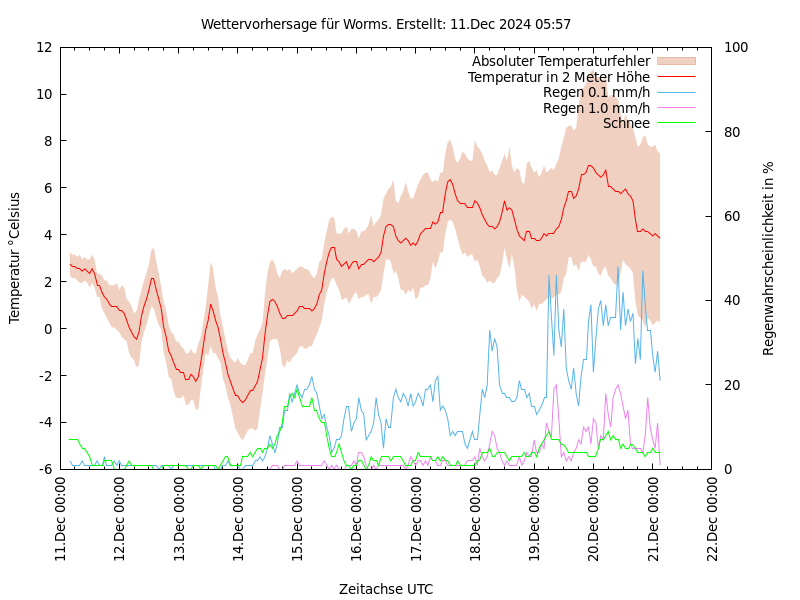 Wettervorhersage für Worms. Erstellt: 11.Dec 2024 05:57
Absoluter Temperaturfehler
Temperatur in 2 Meter Höhe
Regen 0.1 mm/h
Regen 1.0 mm/h
Schnee
Temperatur °Celsius
12
10
8
6
4
2
0
-2
-4
-6
Regenwahrscheinlichkeit in %
100
80
60
40
20
0
11.Dec 00:00
12.Dec 00:00
13.Dec 00:00
14.Dec 00:00
15.Dec 00:00
16.Dec 00:00
17.Dec 00:00
18.Dec 00:00
19.Dec 00:00
20.Dec 00:00
21.Dec 00:00
22.Dec 00:00
Zeitachse UTC